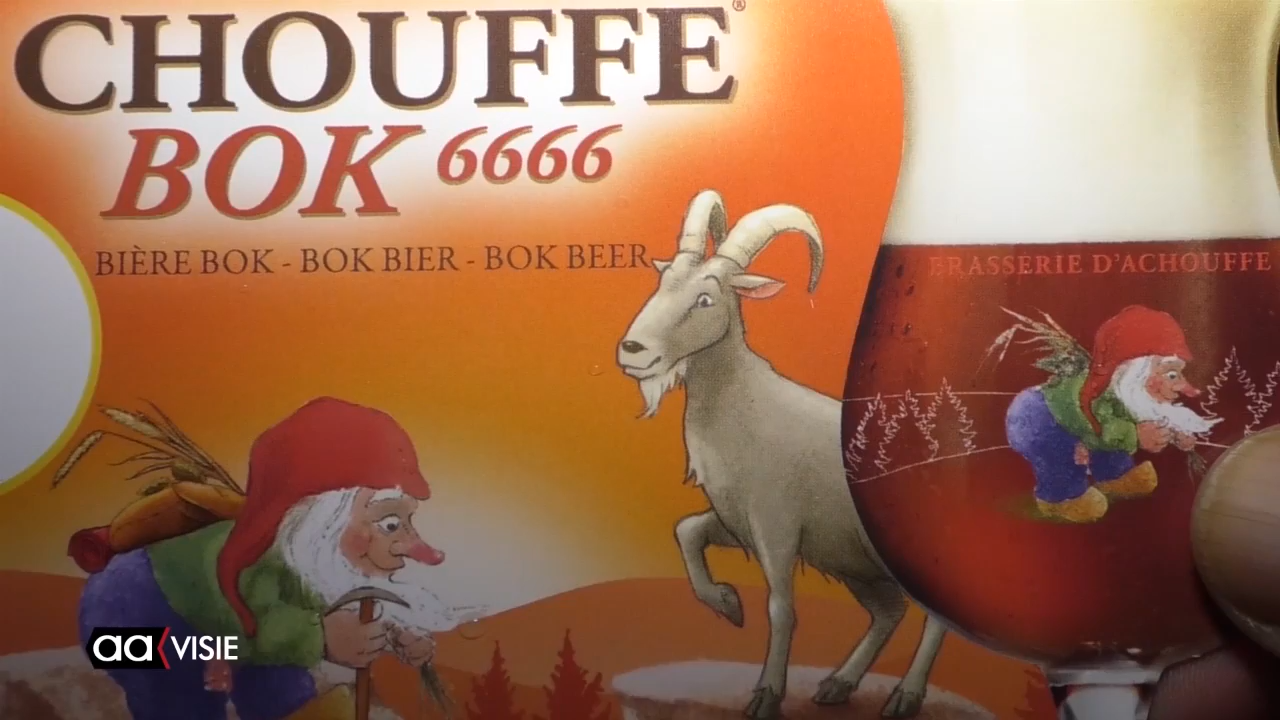 CHOUFFE®
BOK 6666
BIÈRE BOK - BOK BIER - BOK BEER
BRASSERIE D'ACHOUFFE
aa VISIE